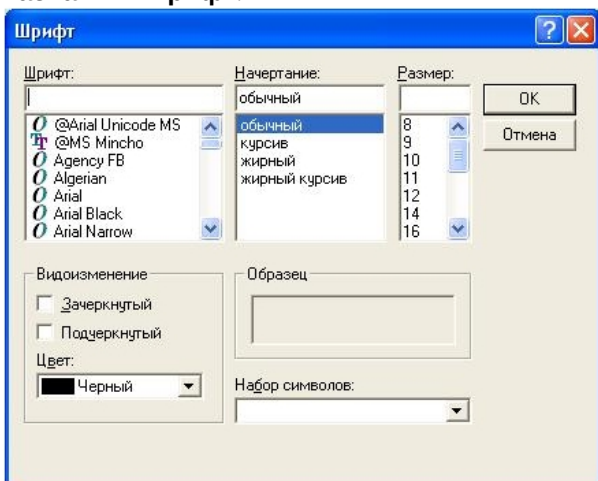 Шрифт
Шрифт:
Начертание:
Размер:
обычный
OK
Отмена
@Arial Unicode MS
@MS Mincho
Agency FB
Algerian
Arial
Arial Black
Arial Narrow
обычный
курсив
жирный
жирный курсив
8
9
10
11
12
14
16
Видоизменение
Зачеркнутый
Подчеркнутый
Цвет:
Черный
Образец
Набор символов: